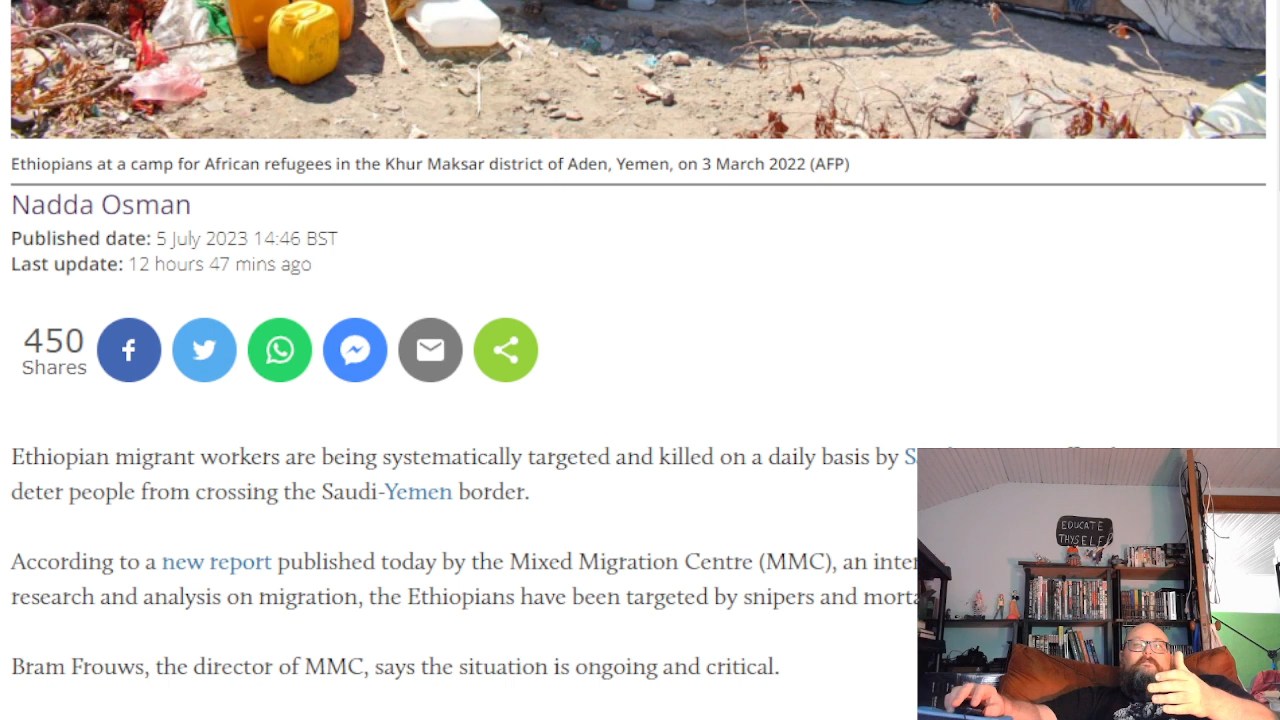 Ethiopians at a camp for African refugees in the Khur Maksar district of Aden, Yemen, on 3 March 2022 (AFP)
Nadda Osman
Published date: 5 July 2023 14:46 BST
Last update: 12 hours 47 mins ago
450
Shares
Ethiopian migrant workers are being systematically targeted and killed on a daily basis by
deter people from crossing the Saudi-Yemen border.
According to a new report published today by the Mixed Migration Centre (MMC), an
research and analysis on migration, the Ethiopians have been targeted by snipers and
Bram Frouws, the director of MMC, says the situation is ongoing and critical.
EDUCATE
THYSELF